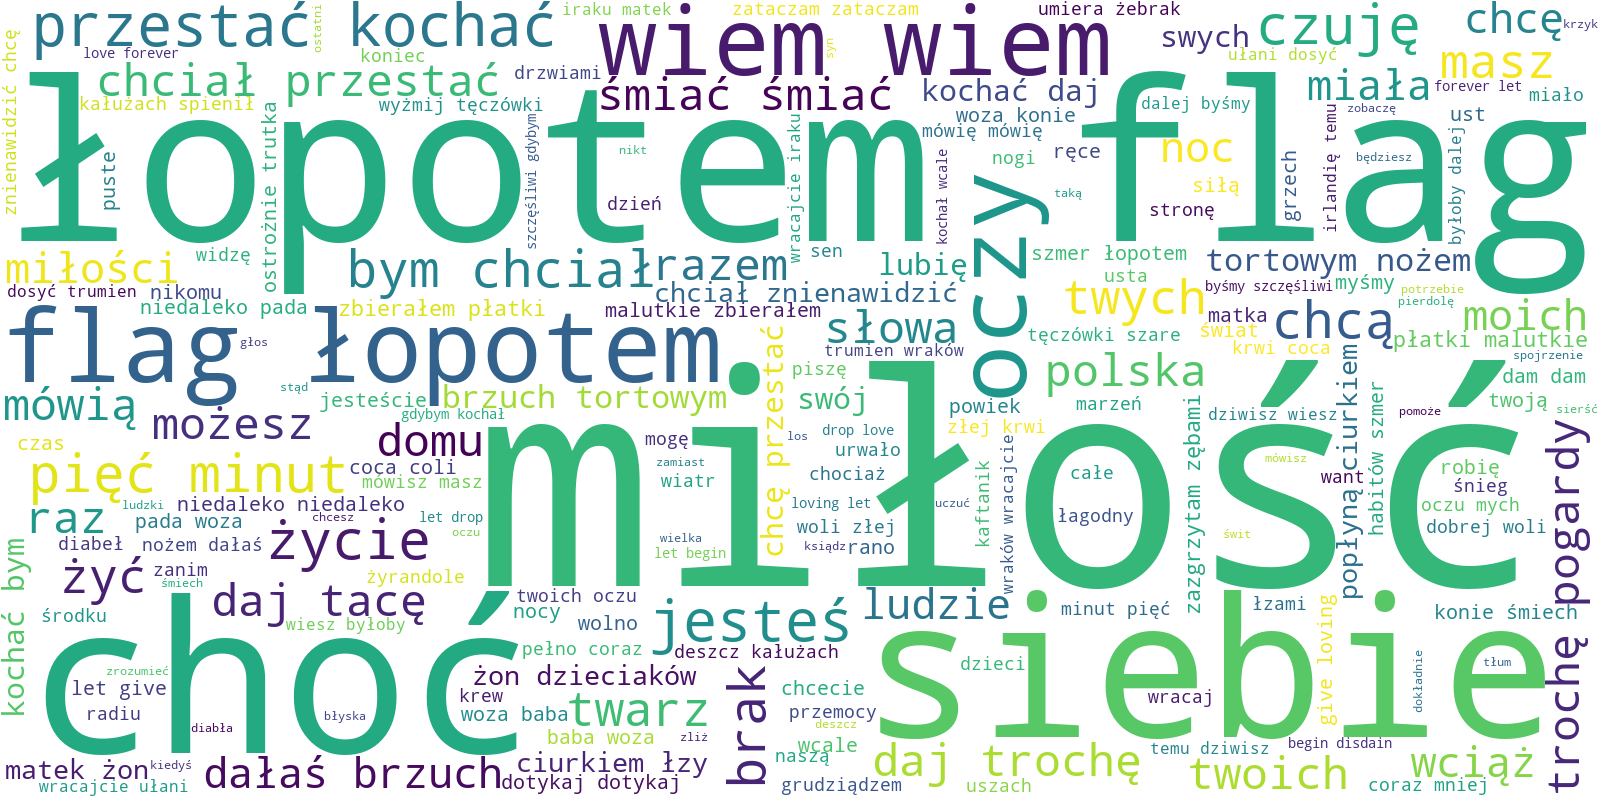 przestać kochać
iraku matek
zataczam zataczam
umiera żebrak
chcę
krzyk
love forever
ostatni
koniec
wiem wiem
syn
swych
czuję
ułani dosyć
masz
znienawidzić chcę
chciał przestać
drzwiami
śmiać śmiać
kochać daj
miała
forever let
miało
kałużach spienił
wyżmij tęczówki
woza konie
dalej byśmy
zobaczę
ust
łopotem flag
puste
ostrożnie trutka
szczęśliwi gdybym
nikt
wracajcie iraku
mówię mówię
nogi
ręce
noc
grzech
irlandię temu
będziesz
byłoby dalej
kochał wcale
siłą
taką
dzień
stronę
oczy
miłości
widzę
bym chciał
razem
sen
lubię
szmer łopotem
usta
tortowym nożem
dosyć trumien
nikomu
chciał znienawidzić
twych
byśmy szczęśliwi
myśmy
potrzebie
pierdolę
niedaleko pada
zbierałem płatki
malutkie zbierałem
słowa
matka
chcą
moich
flag łopotem
głos
tęczówki szare
świat
krwi coca
płatki malutkie
trumien wraków
chcę przestać
piszę
polska
popłyną ciurkiem
spojrzenie
dam dam
stąd
mówią
jesteście
brzuch tortowym
swój
powiek
marzeń
zazgrzytam zębami
habitów szmer
twoją
sierść
możesz
gdybym kochał
drop love
złej krwi
dziwisz wiesz
pomoże
czas
domu
mogę
los
urwało
pogardy
trochę pogardy
pięć minut
coca coli
zamiast
chociaż
miłość
całe
mówisz
robię
mówisz masz
wiatr
want
śnieg
ludzki
niedaleko niedaleko
loving let
uczuć
kaftanik
wraków wracajcie
łagodny
oczu mych
raz
pada woza
chcesz
let drop
woli złej
dobrej woli
diabeł
nożem dałaś
życie
oczu
wielka
let begin
ksiądz
rano
świt
kochać bym
żyć
zanim
śmiech
żyrandole
daj tacę
twoich oczu
nocy
wolno
jesteś
ludzie
minut pięć
łzami
konie śmiech
środku
wiesz byłoby
choć
pełno coraz
deszcz kałużach
siebie
dzieci
give loving
tłum
zrozumieć
let give
żon dzieciaków
krew
brak
chcecie
wracaj
dokładnie
radiu
diabła
błyska
woza baba
twarz
przemocy
deszcz
baba woza
zliż
wcale
naszą
temu dziwisz
begin disdain
matek żon
kiedyś
dałaś brzuch
ciurkiem łzy
daj trochę
twoich
wciąż
wracajcie ułani
dotykaj dotykaj
grudziądzem
uszach
coraz mniej